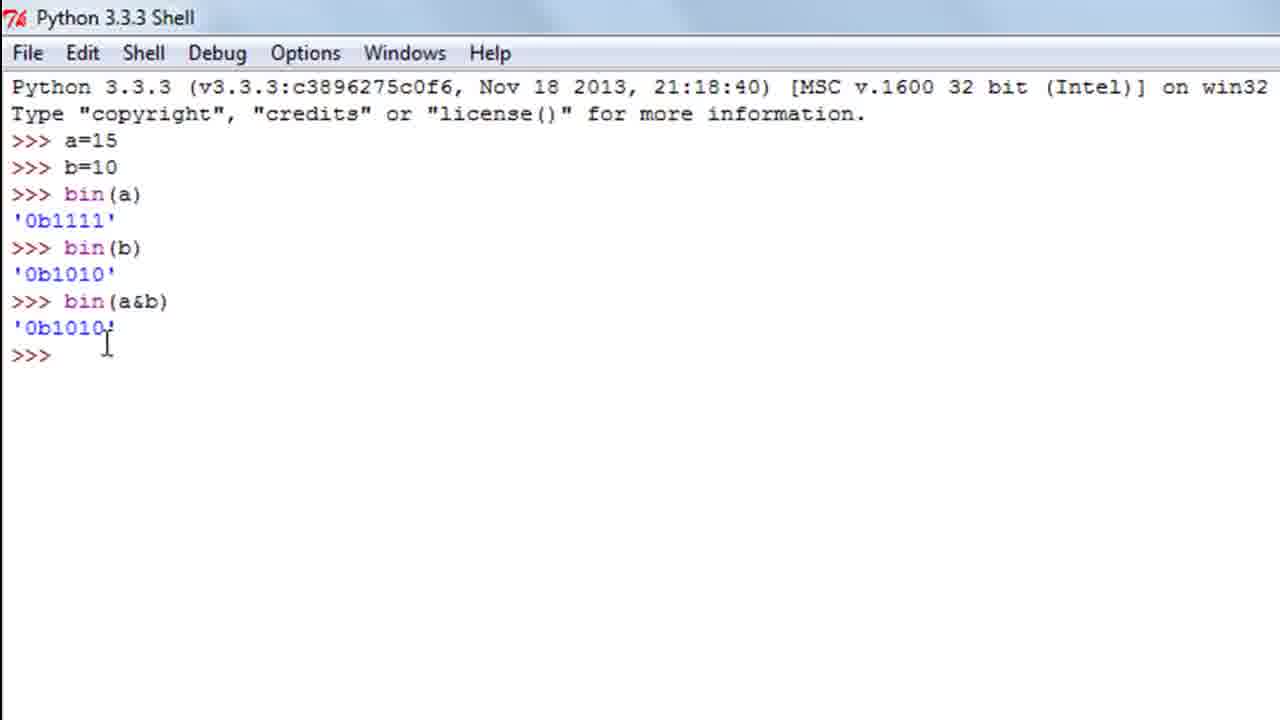 Python 3.3.3 Shell
File Edit Shell Debug Options Windows Help
Python 3.3.3 (v3.3.3:c3896275c0f6, Nov 18 2013, 21:18:40) [MSC v.1600 32 bit (Intel)] on win32
Type "copyright", "credits" or "license()" for more information.
>>> a=15
>>> b=10
>>> bin(a)
'0b1111'
>>> bin(b)
'0b1010'
>>> bin(a&b)
'0b1010'
>>>